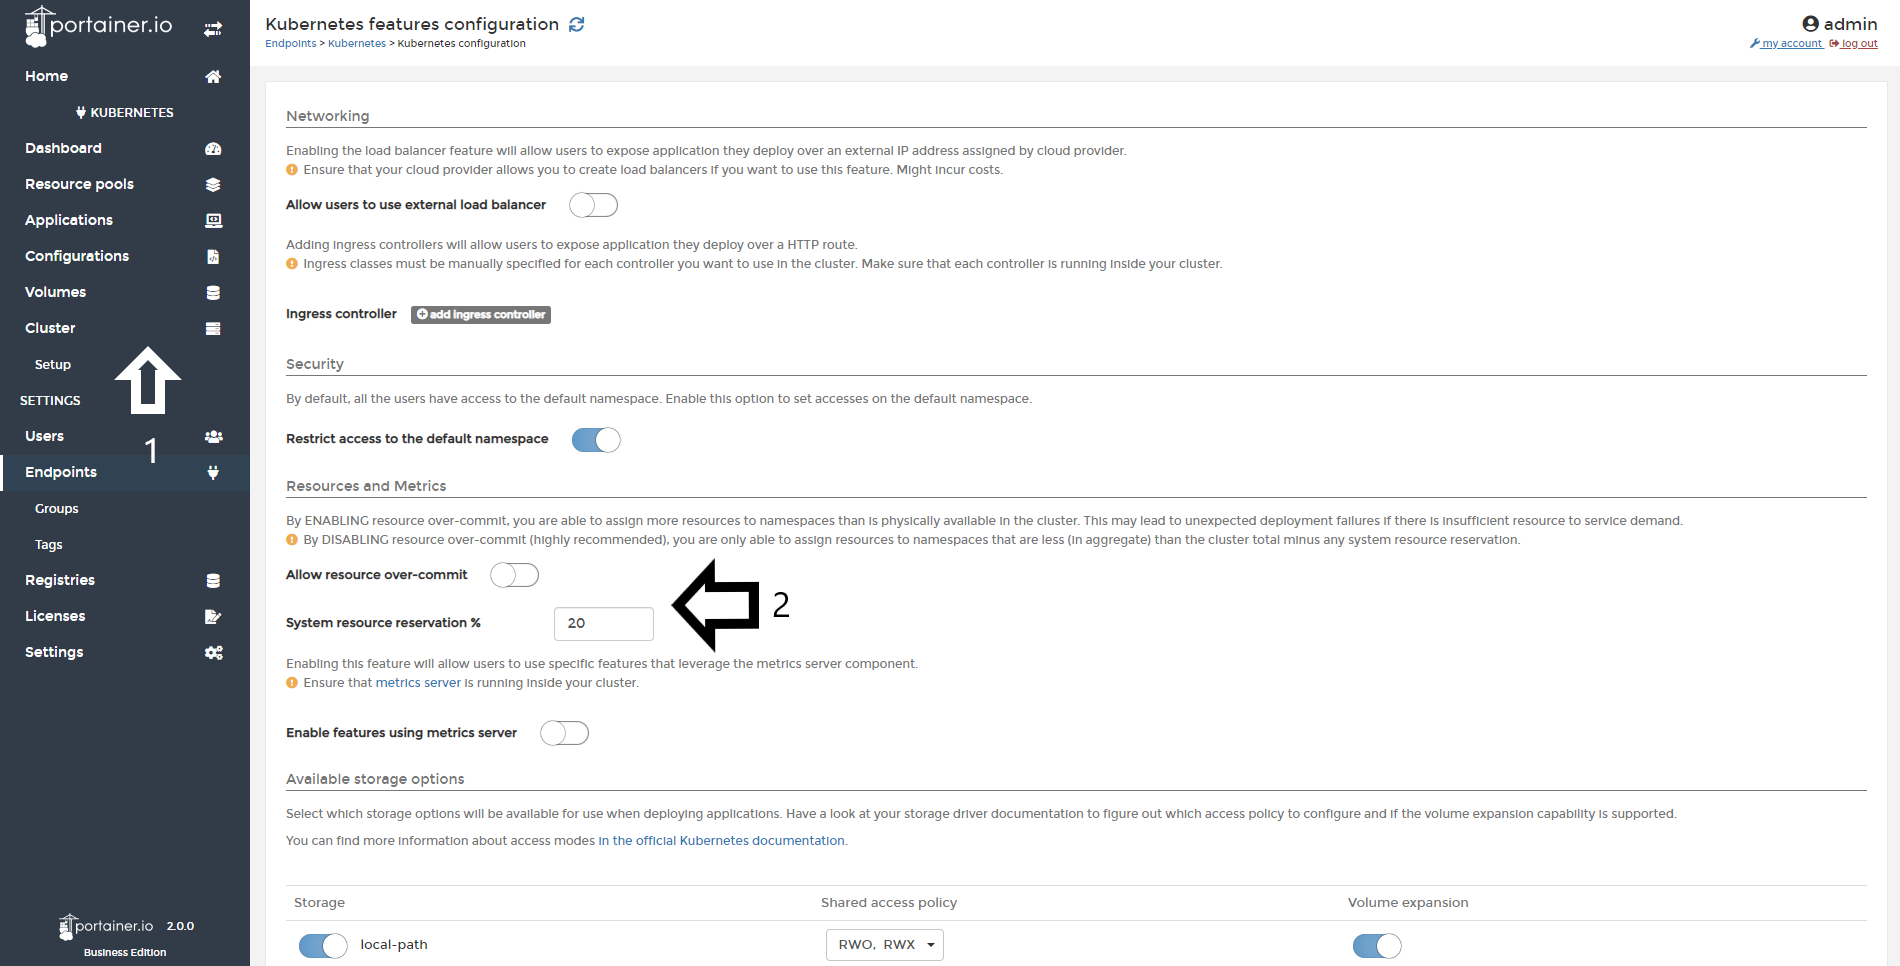 portainer.io
Home
KUBERNETES
Dashboard
Resource pools
Applications
Configurations
Volumes
Cluster
Setup
SETTINGS
1
Users
Endpoints
Groups
Tags
Registries
Licenses
Settings
portainer.io 2.0.0
Business Edition
Kubernetes features configuration
Endpoints > Kubernetes > Kubernetes configuration
admin
my account log out
Networking
Enabling the load balancer feature will allow users to expose application they deploy over an external IP address assigned by cloud provider.
Ensure that your cloud provider allows you to create load balancers if you want to use this feature. Might incur costs.
Allow users to use external load balancer
Adding ingress controllers will allow users to expose application they deploy over a HTTP route.
Ingress classes must be manually specified for each controller you want to use in the cluster. Make sure that each controller is running inside your cluster.
Ingress controller add ingress controller
Security
By default, all the users have access to the default namespace. Enable this option to set accesses on the default namespace.
Restrict access to the default namespace
Resources and Metrics
By ENABLING resource over-commit, you are able to assign more resources to namespaces than is physically available in the cluster. This may lead to unexpected deployment failures if there is insufficient resource to service demand.
By DISABLING resource over-commit (highly recommended), you are only able to assign resources to namespaces that are less (in aggregate) than the cluster total minus any system resource reservation.
Allow resource over-commit
2
System resource reservation % 20
Enabling this feature will allow users to use specific features that leverage the metrics server component.
Ensure that metrics server is running inside your cluster.
Enable features using metrics server
Available storage options
Select which storage options will be available for use when deploying applications. Have a look at your storage driver documentation to figure out which access policy to configure and if the volume expansion capability is supported.
You can find more information about access modes in the official Kubernetes documentation.
Storage Shared access policy Volume expansion
local-path RWO, RWX